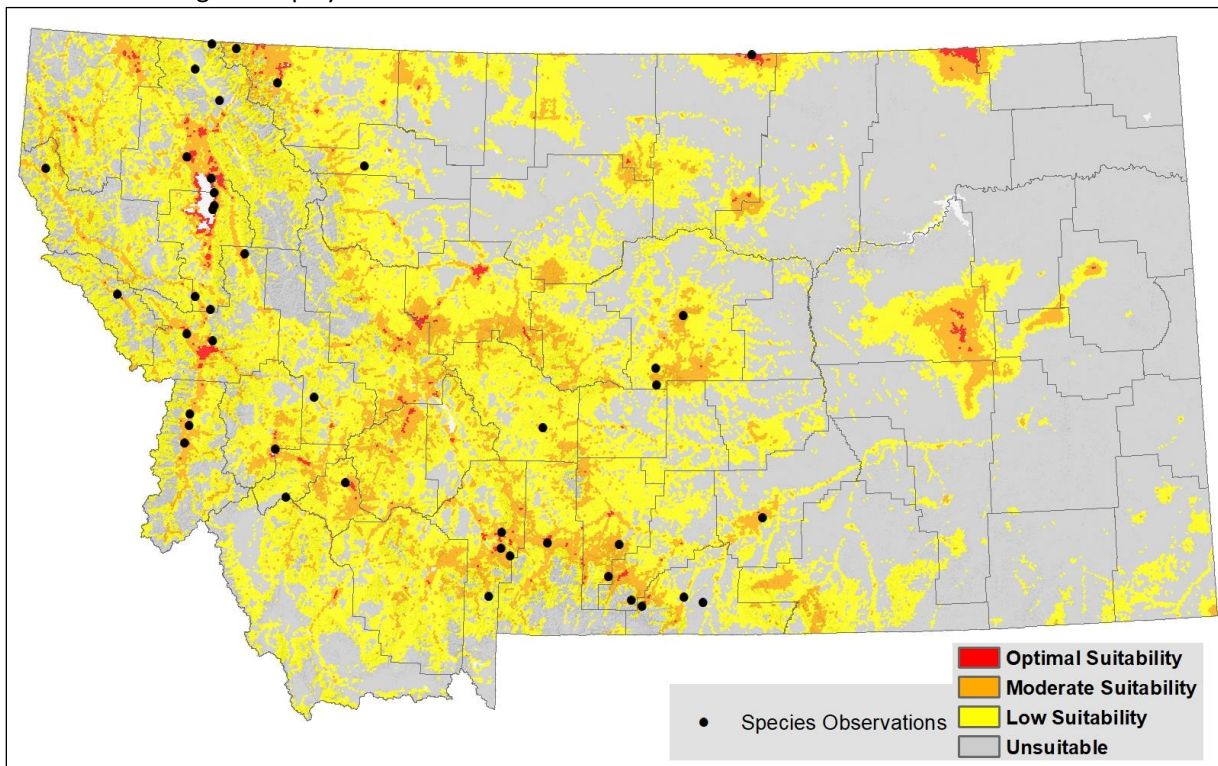 Optimal Suitability
Moderate Suitability
Species Observations
Low Suitability
Unsuitable